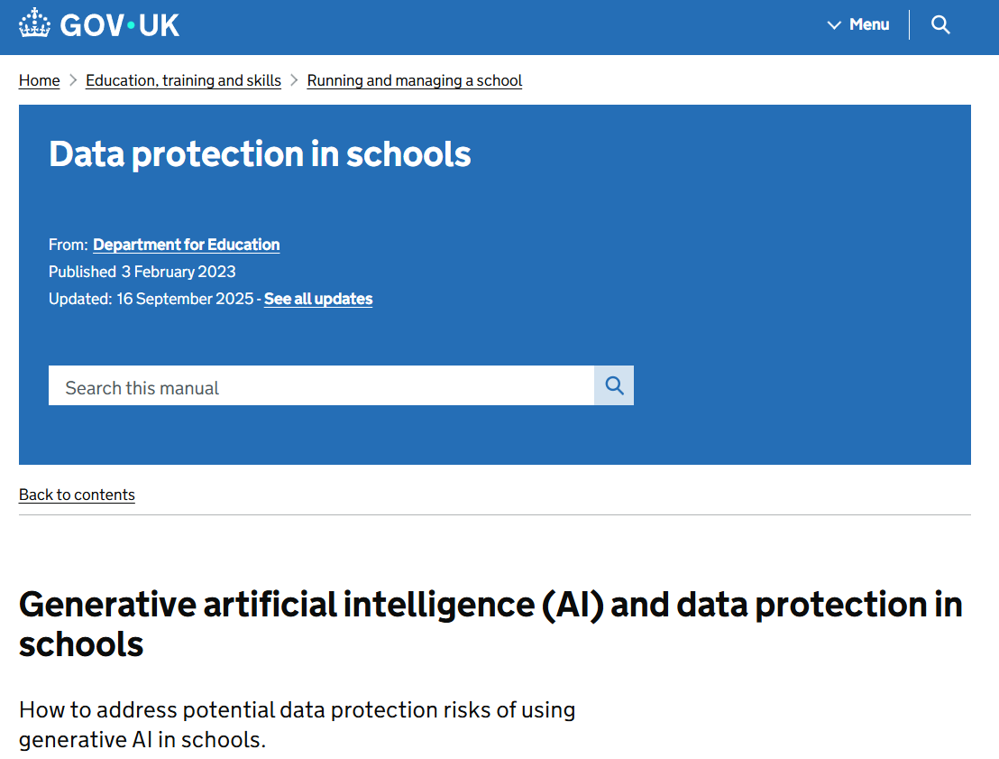 GOV·UK
Menu
Home > Education, training and skills > Running and managing a school
Data protection in schools
From: Department for Education
Published 3 February 2023
Updated: 16 September 2025 - See all updates
Search this manual
Back to contents
Generative artificial intelligence (AI) and data protection in
schools
How to address potential data protection risks of using
generative AI in schools.